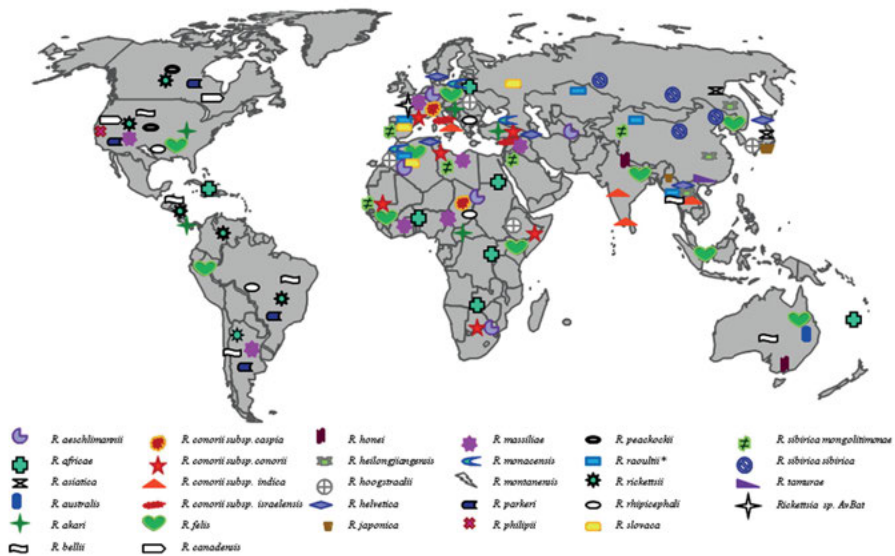 R. aeschlimannii
R. africae
R. asiatica
R. australis
R. akari
R. bellii
R. conorii subsp. caspia
R. conorii subsp. conorii
R. conorii subsp. indica
R. conorii subsp. israelensis
R. felis
R. canadensis
R. honei
R. heilongjiangensis
R. hoogstraalii
R. helvetica
R. japonica
R. massiliae
R. monacensis
R. montanensis
R. parkeri
R. philipii
R. peackockii
R. raoultii*
R. rickettsii
R. rhipicephali
R. slovaca
R. sibirica mongolitimonae
R. sibirica sibirica
R. tamurae
Rickettsia sp. AvBat